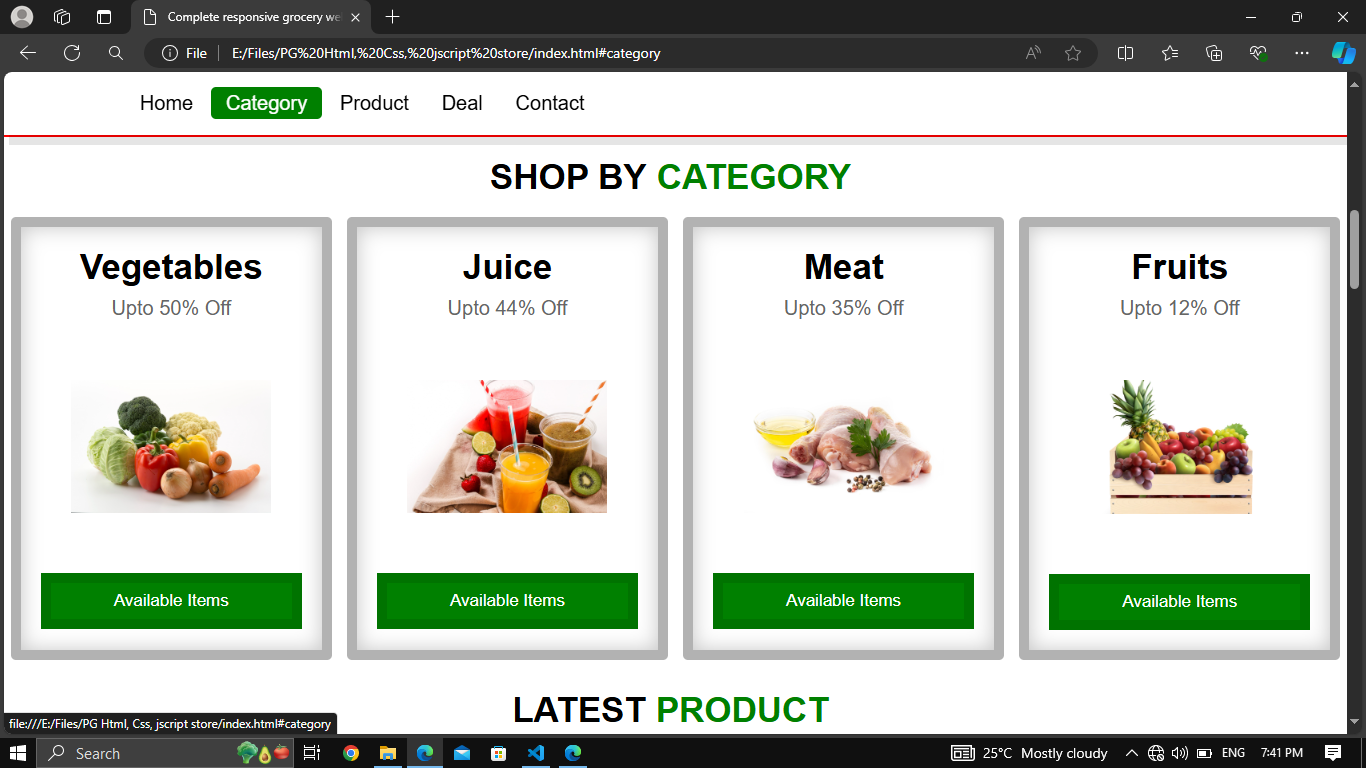 Complete responsive grocery we
File
E:/Files/PG%20Html,%20Css,%20jscript%20store/index.html#category
Home Category Product Deal Contact
SHOP BY CATEGORY
Vegetables
Upto 50% Off
Available Items
Juice
Upto 44% Off
Available Items
Meat
Upto 35% Off
Available Items
Fruits
Upto 12% Off
Available Items
LATEST PRODUCT
file:///E:/Files/PG Html, Css, jscript store/index.html#category
Search
25°C Mostly cloudy
ENG
7:41 PM